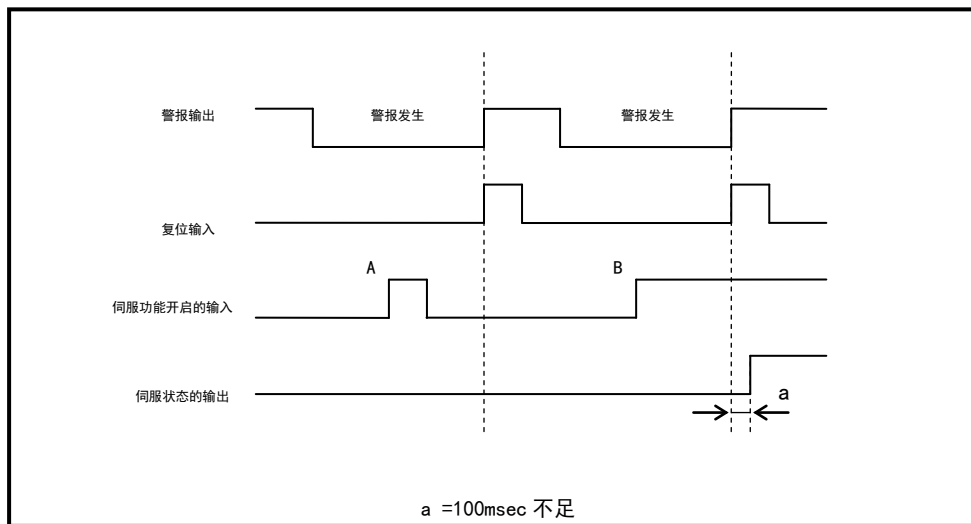 警报输出
警报发生
警报发生
复位输入
A
B
伺服功能开启的输入
伺服状态的输出
a
a =100msec 不足